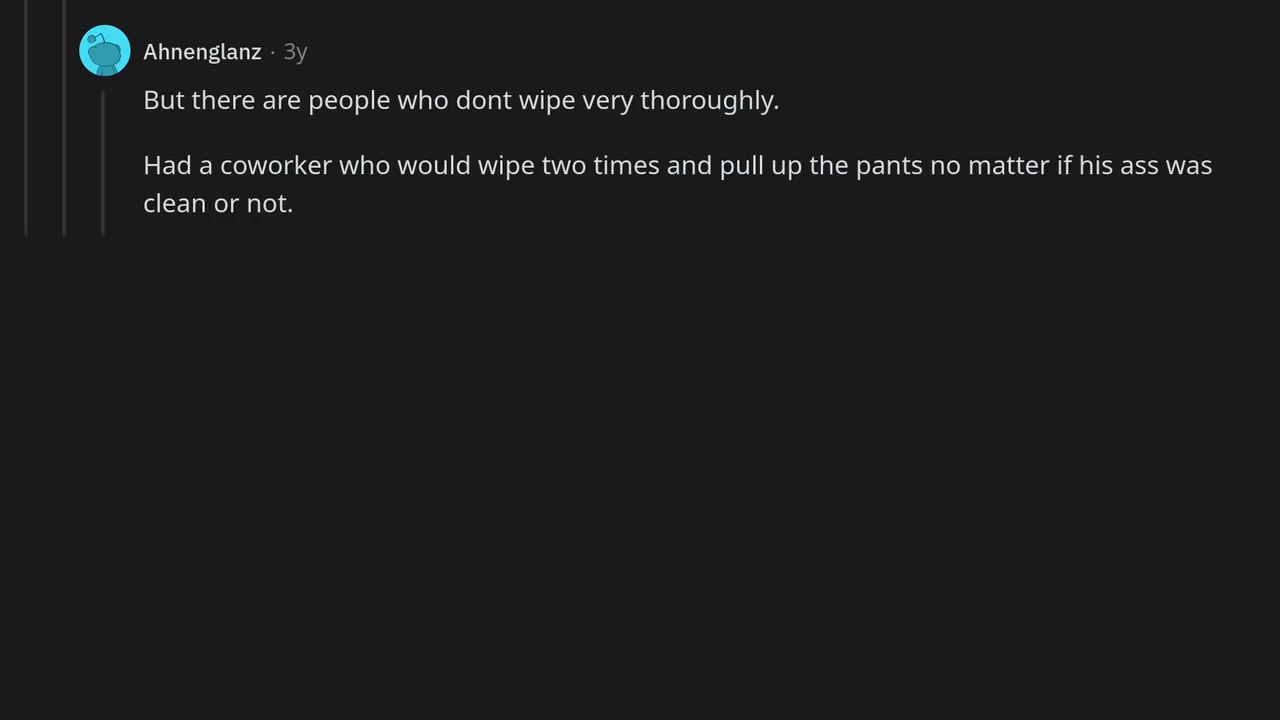 Ahnenglanz · 3y
But there are people who dont wipe very thoroughly.
Had a coworker who would wipe two times and pull up the pants no matter if his ass was
clean or not.